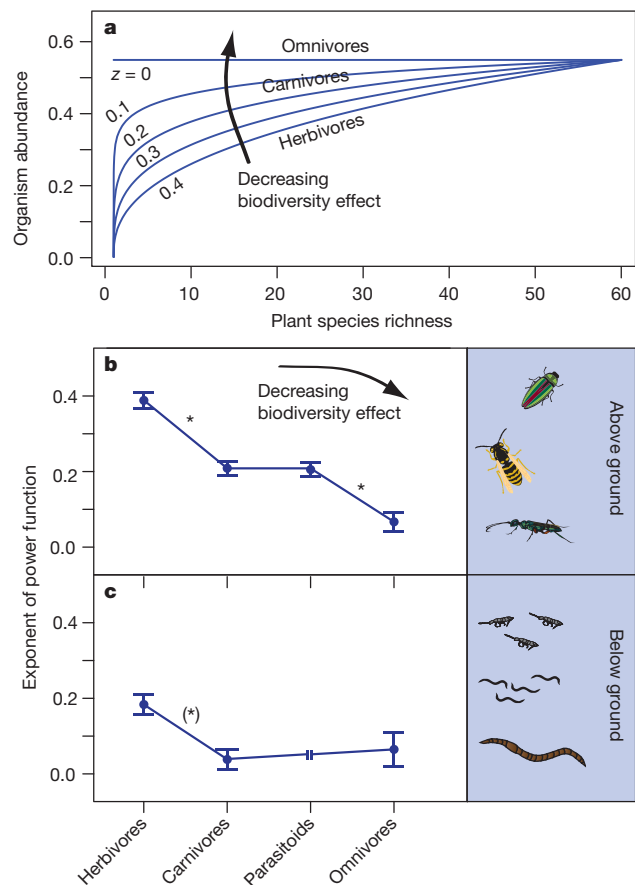 a
0.6
0.4
0.2
0.0
Organism abundance
Omnivores
z = 0
Carnivores
0.1
0.2
0.3
0.4
Herbivores
Decreasing
biodiversity effect
0
10
20
30
40
50
60
Plant species richness
b
Decreasing
biodiversity effect
0.4
0.2
0.0
*
*
Above ground
Exponent of power function
c
0.4
0.2
0.0
(*)
Below ground
Herbivores
Carnivores
Parasitoids
Omnivores